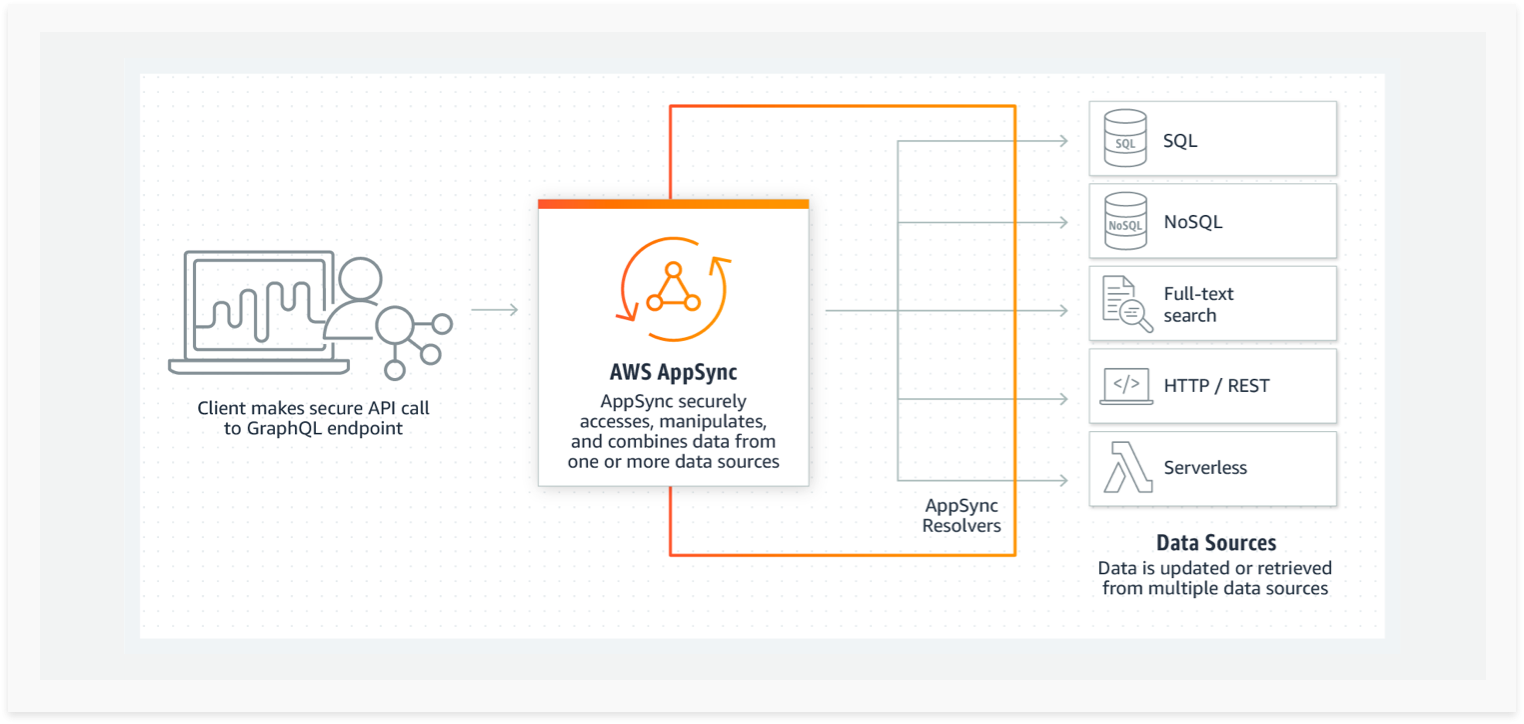 Client makes secure API call
to GraphQL endpoint
AWS AppSync
AppSync securely
accesses, manipulates,
and combines data from
one or more data sources
AppSync
Resolvers
SQL
SQL
NoSQL
NoSQL
Full-text
search
</>
HTTP / REST
Serverless
Data Sources
Data is updated or retrieved
from multiple data sources